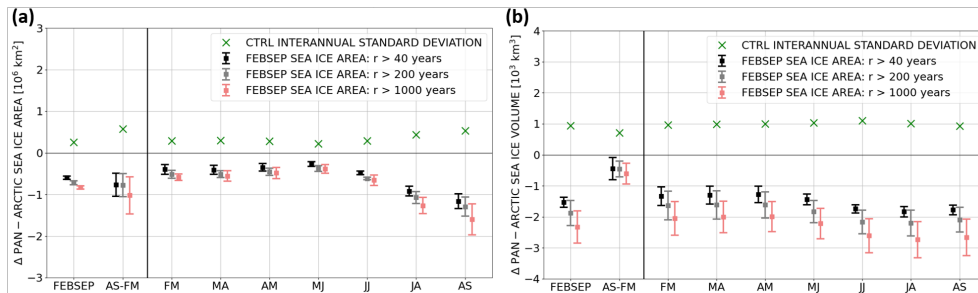 (a)
Δ PAN − ARCTIC SEA ICE AREA [10⁶ km²]
3
2
1
0
−1
−2
−3
× CTRL INTERANNUAL STANDARD DEVIATION
FEBSEP SEA ICE AREA: r > 40 years
FEBSEP SEA ICE AREA: r > 200 years
FEBSEP SEA ICE AREA: r > 1000 years
FEBSEP AS-FM FM MA AM MJ JJ JA AS
(b)
Δ PAN − ARCTIC SEA ICE VOLUME [10³ km³]
4
3
2
1
0
−1
−2
−3
−4
× CTRL INTERANNUAL STANDARD DEVIATION
FEBSEP SEA ICE AREA: r > 40 years
FEBSEP SEA ICE AREA: r > 200 years
FEBSEP SEA ICE AREA: r > 1000 years
FEBSEP AS-FM FM MA AM MJ JJ JA AS